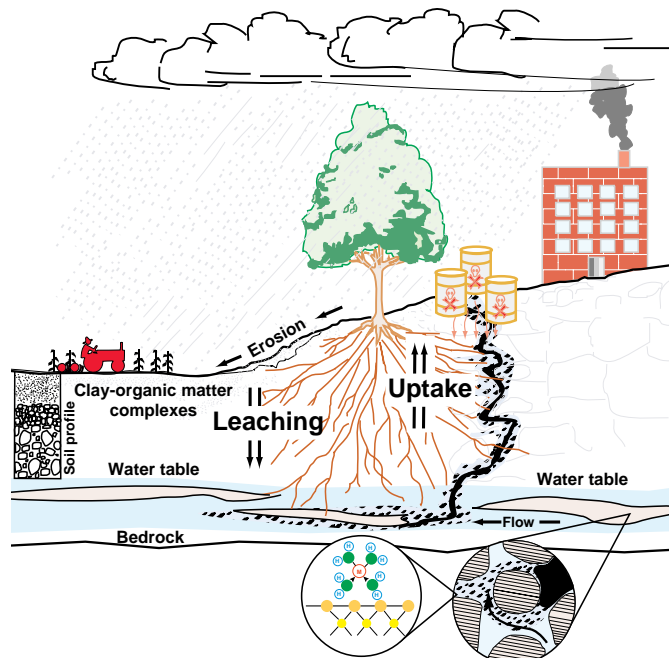 Erosion
Clay-organic matter
complexes
Uptake
Leaching
Soil profile
Water table
Water table
Flow
Bedrock
H
H
H
H
M
H
H
H
H